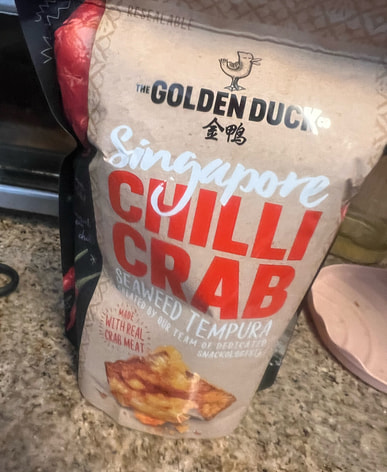 RESEALABLE
THE GOLDEN DUCK CO
金鴨
Singapore
CHILLI
CRAB
SEAWEED TEMPURA
CREATED BY OUR TEAM OF DEDICATED
SNACKOLOGISTS
MADE
WITH REAL
CRAB MEAT